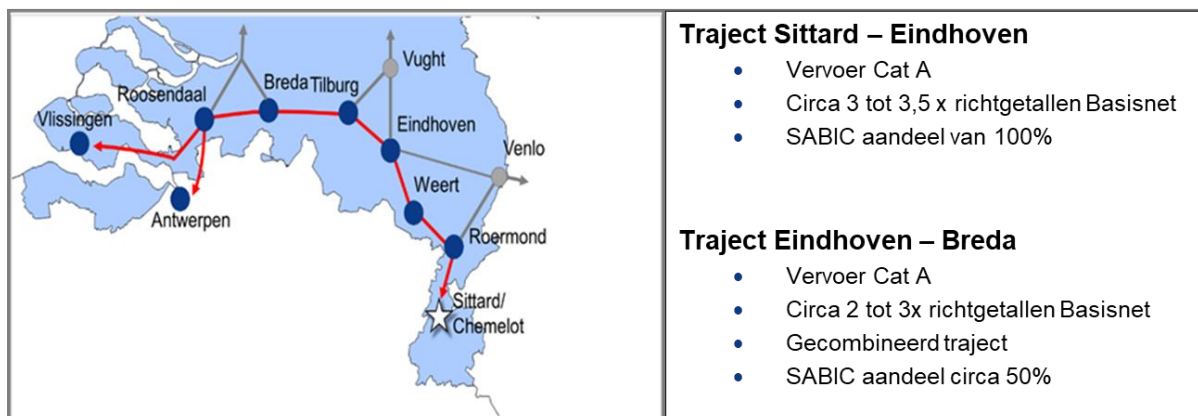 Vught
Breda Tilburg
Roosendaal
Vlissingen
Eindhoven
Venlo
Weert
Antwerpen
Roermond
Sittard/
Chemelot
Traject Sittard – Eindhoven
• Vervoer Cat A
• Circa 3 tot 3,5 x richtgetallen Basisnet
• SABIC aandeel van 100%
Traject Eindhoven – Breda
• Vervoer Cat A
• Circa 2 tot 3x richtgetallen Basisnet
• Gecombineerd traject
• SABIC aandeel circa 50%